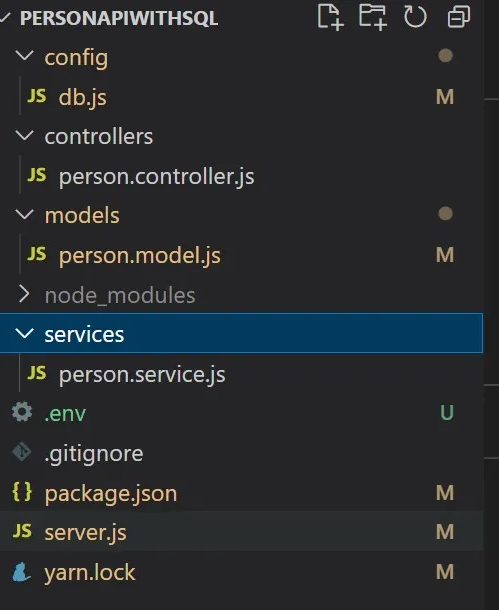 PERSONAPIWITHSQL
config
JS db.js M
controllers
JS person.controller.js
models
JS person.model.js M
node_modules
services
JS person.service.js
.env U
.gitignore
{ } package.json M
JS server.js M
yarn.lock M